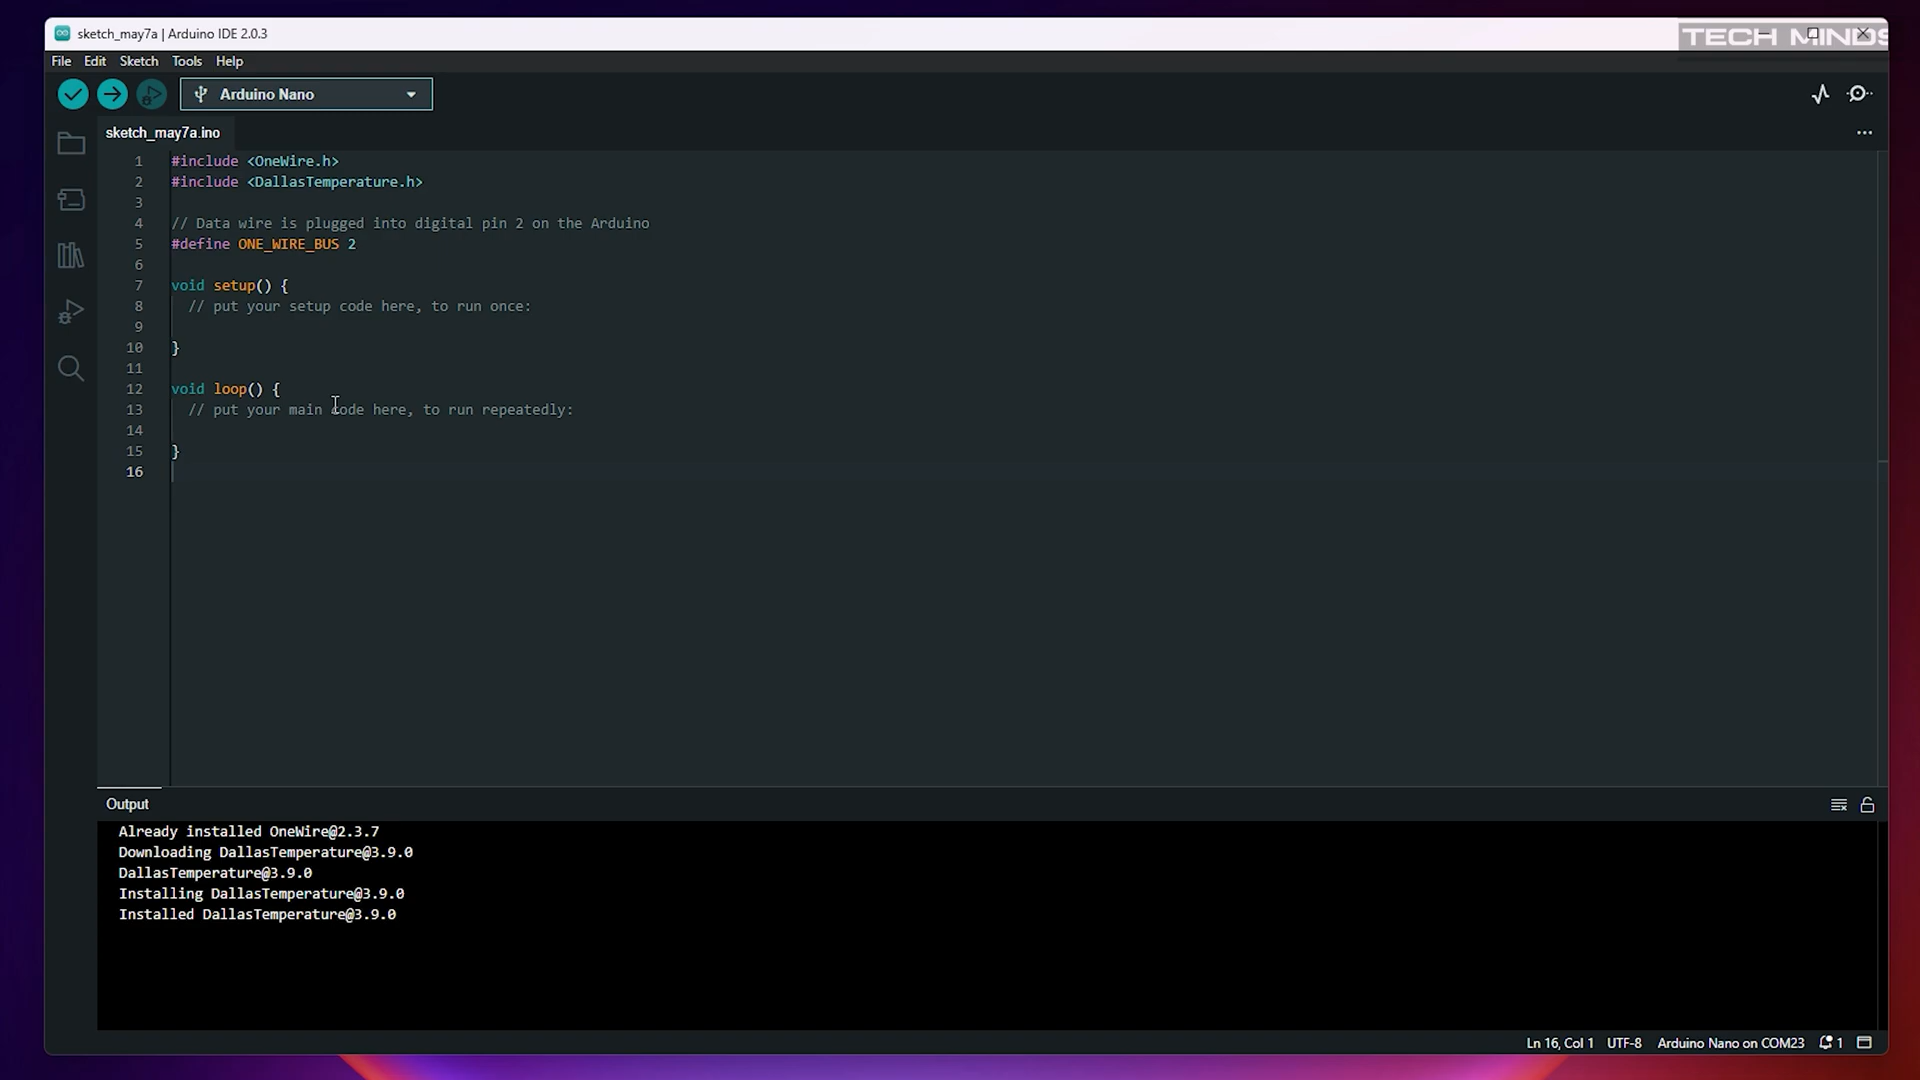 sketch_may7a | Arduino IDE 2.0.3
TECH MINDS
File Edit Sketch Tools Help
Arduino Nano
sketch_may7a.ino
1 #include <OneWire.h>
2 #include <DallasTemperature.h>
3
4 // Data wire is plugged into digital pin 2 on the Arduino
5 #define ONE_WIRE_BUS 2
6
7 void setup() {
8 // put your setup code here, to run once:
9
10 }
11
12 void loop() {
13 // put your main code here, to run repeatedly:
14
15 }
16
Output
Already installed OneWire@2.3.7
Downloading DallasTemperature@3.9.0
DallasTemperature@3.9.0
Installing DallasTemperature@3.9.0
Installed DallasTemperature@3.9.0
Ln 16, Col 1 UTF-8 Arduino Nano on COM23 1